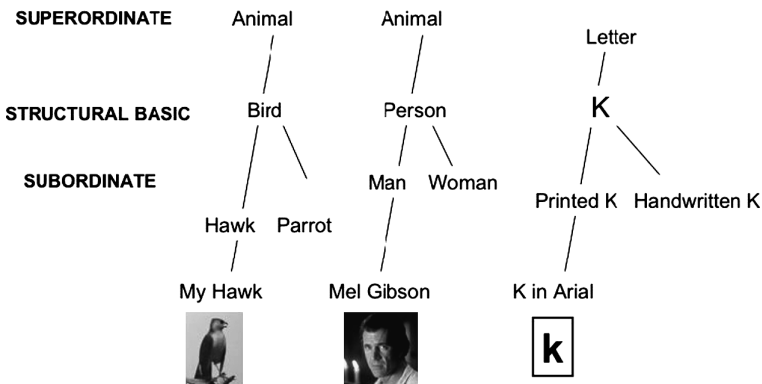 SUPERORDINATE Animal Animal
Letter
STRUCTURAL BASIC Bird Person K
SUBORDINATE Man Woman
Printed K Handwritten K
Hawk Parrot
My Hawk Mel Gibson K in Arial
k